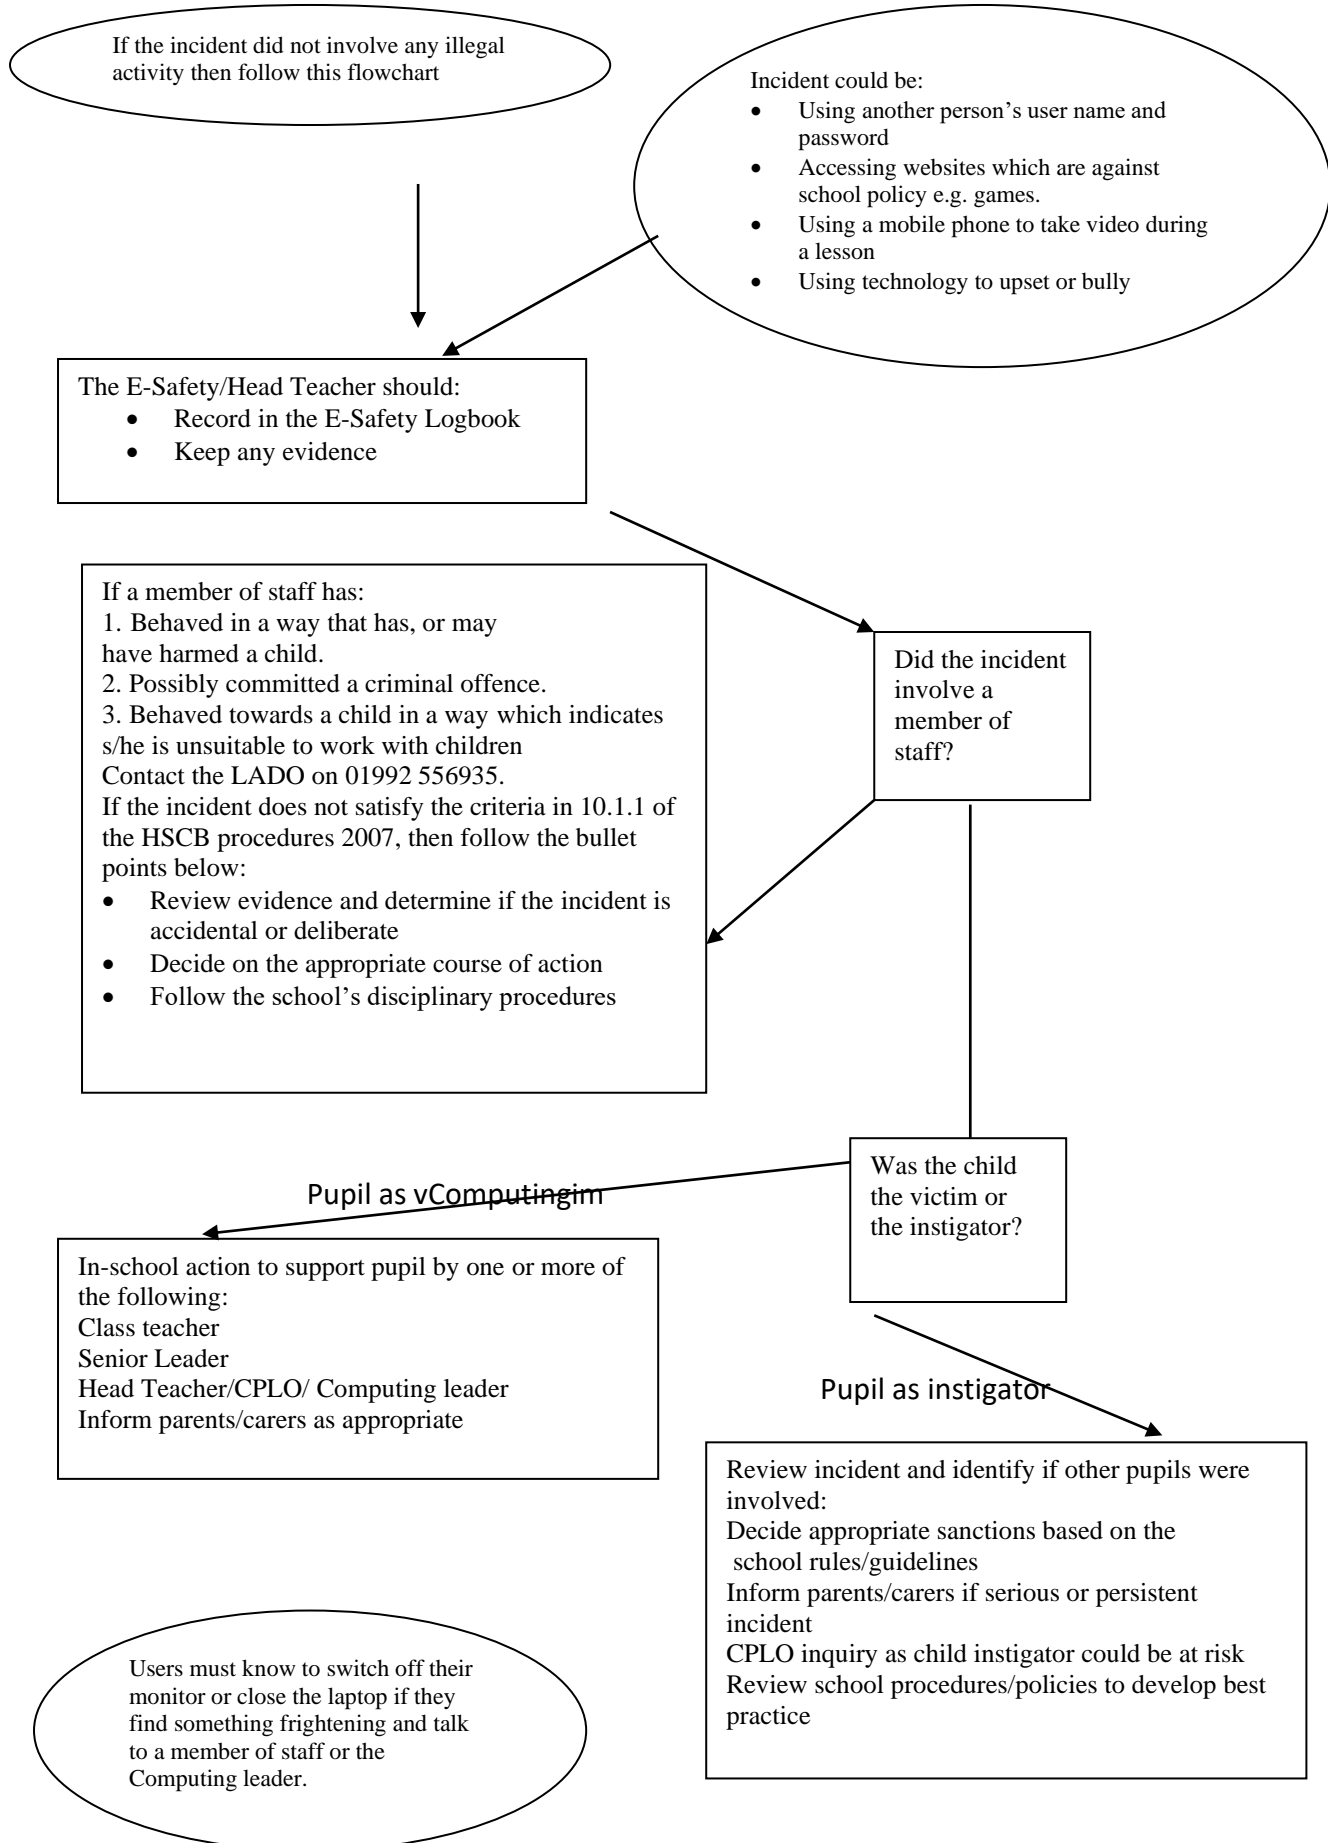 If the incident did not involve any illegal
activity then follow this flowchart
Incident could be:
• Using another person’s user name and
password
• Accessing websites which are against
school policy e.g. games.
• Using a mobile phone to take video during
a lesson
• Using technology to upset or bully
The E-Safety/Head Teacher should:
• Record in the E-Safety Logbook
• Keep any evidence
If a member of staff has:
1. Behaved in a way that has, or may
have harmed a child.
2. Possibly committed a criminal offence.
3. Behaved towards a child in a way which indicates
s/he is unsuitable to work with children
Contact the LADO on 01992 556935.
If the incident does not satisfy the criteria in 10.1.1 of
the HSCB procedures 2007, then follow the bullet
points below:
• Review evidence and determine if the incident is
accidental or deliberate
• Decide on the appropriate course of action
• Follow the school’s disciplinary procedures
Did the incident
involve a
member of
staff?
Was the child
the victim or
the instigator?
Pupil as vComputingim
In-school action to support pupil by one or more of
the following:
Class teacher
Senior Leader
Head Teacher/CPLO/ Computing leader
Inform parents/carers as appropriate
Pupil as instigator
Review incident and identify if other pupils were
involved:
Decide appropriate sanctions based on the
school rules/guidelines
Inform parents/carers if serious or persistent
incident
CPLO inquiry as child instigator could be at risk
Review school procedures/policies to develop best
practice
Users must know to switch off their
monitor or close the laptop if they
find something frightening and talk
to a member of staff or the
Computing leader.